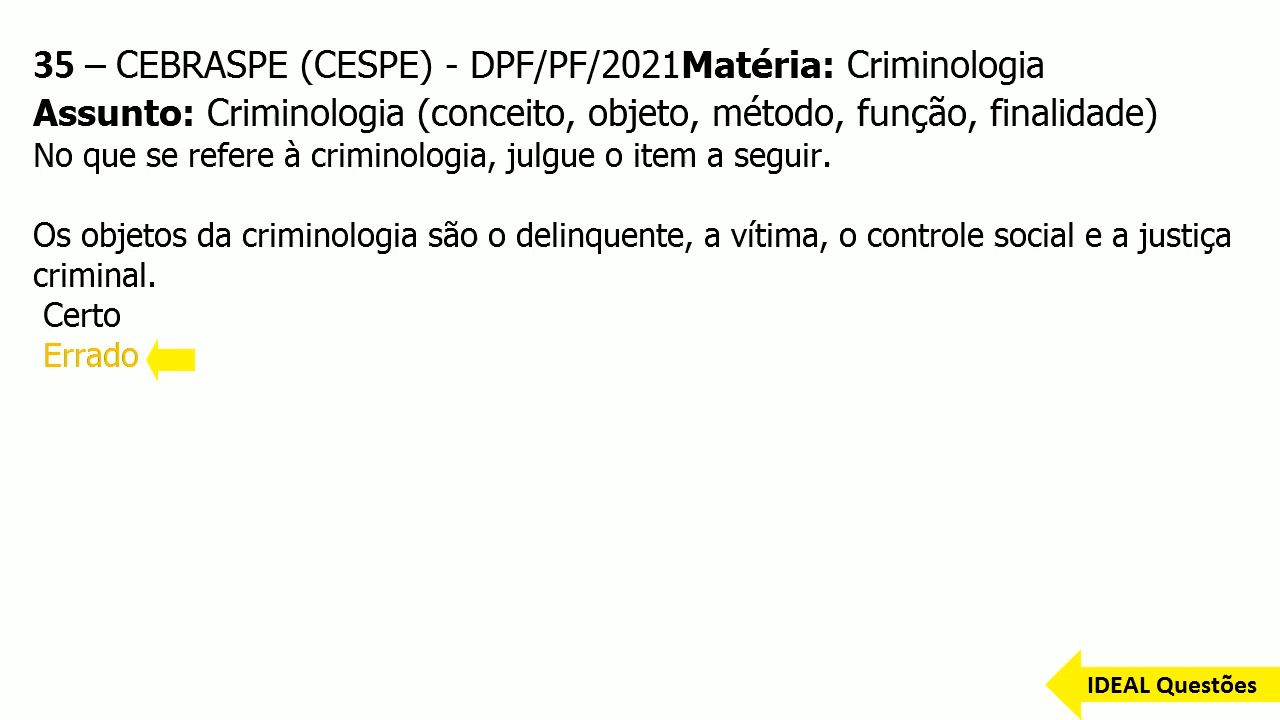 35 – CEBRASPE (CESPE) - DPF/PF/2021Matéria: Criminologia
Assunto: Criminologia (conceito, objeto, método, função, finalidade)
No que se refere à criminologia, julgue o item a seguir.
Os objetos da criminologia são o delinquente, a vítima, o controle social e a justiça
criminal.
Certo
Errado
IDEAL Questões